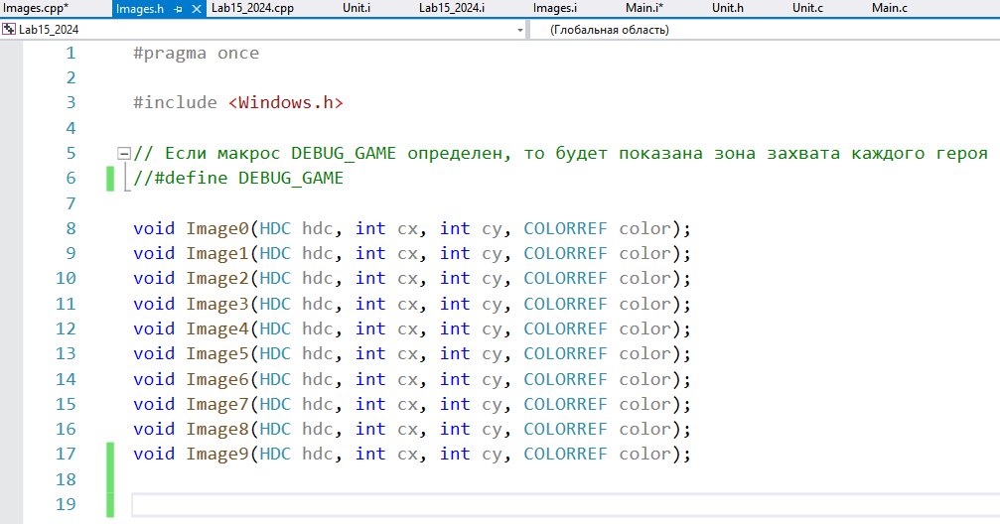 Images.cpp* Images.h Lab15_2024.cpp Unit.i Lab15_2024.i Images.i Main.i* Unit.h Unit.c Main.c
Lab15_2024 (Глобальная область)
1 #pragma once
2
3 #include <Windows.h>
4
5 // Если макрос DEBUG_GAME определен, то будет показана зона захвата каждого героя
6 //#define DEBUG_GAME
7
8 void Image0(HDC hdc, int cx, int cy, COLORREF color);
9 void Image1(HDC hdc, int cx, int cy, COLORREF color);
10 void Image2(HDC hdc, int cx, int cy, COLORREF color);
11 void Image3(HDC hdc, int cx, int cy, COLORREF color);
12 void Image4(HDC hdc, int cx, int cy, COLORREF color);
13 void Image5(HDC hdc, int cx, int cy, COLORREF color);
14 void Image6(HDC hdc, int cx, int cy, COLORREF color);
15 void Image7(HDC hdc, int cx, int cy, COLORREF color);
16 void Image8(HDC hdc, int cx, int cy, COLORREF color);
17 void Image9(HDC hdc, int cx, int cy, COLORREF color);
18
19